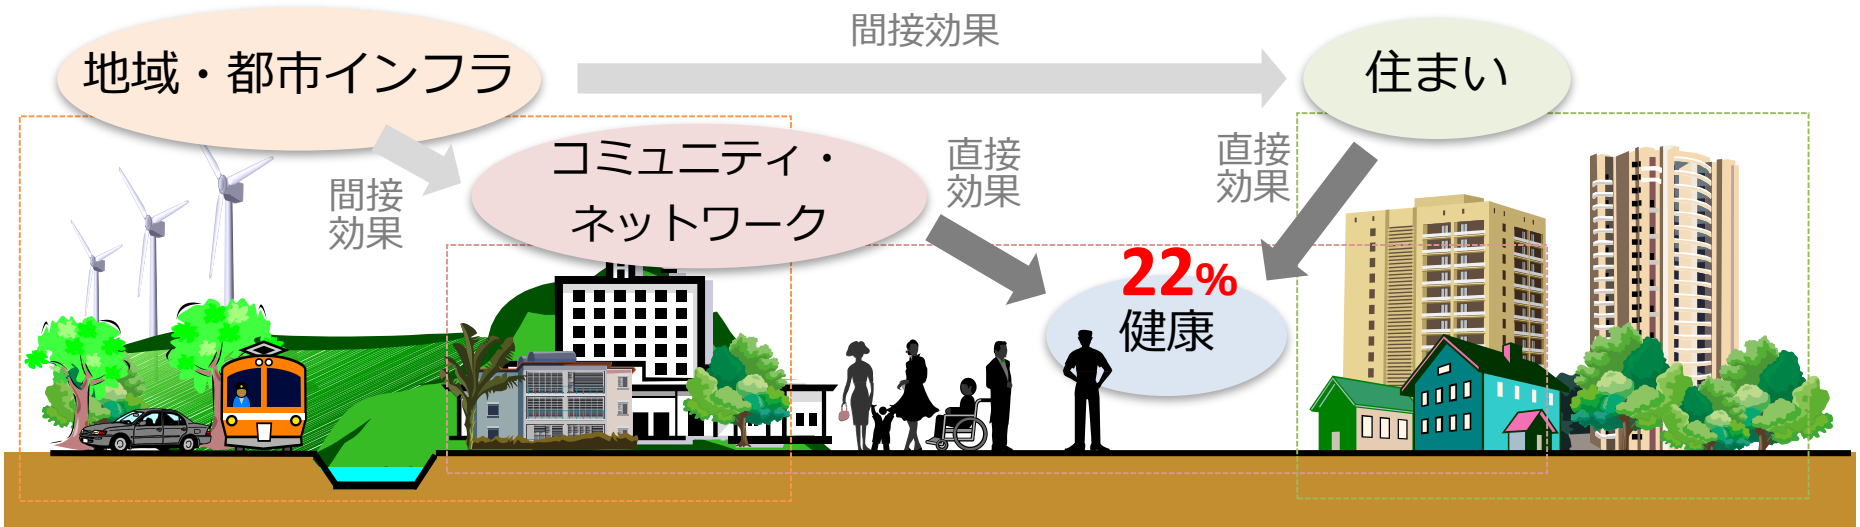 間接効果
地域・都市インフラ
住まい
コミュニティ・
ネットワーク
間接
効果
直接
効果
直接
効果
22%
健康